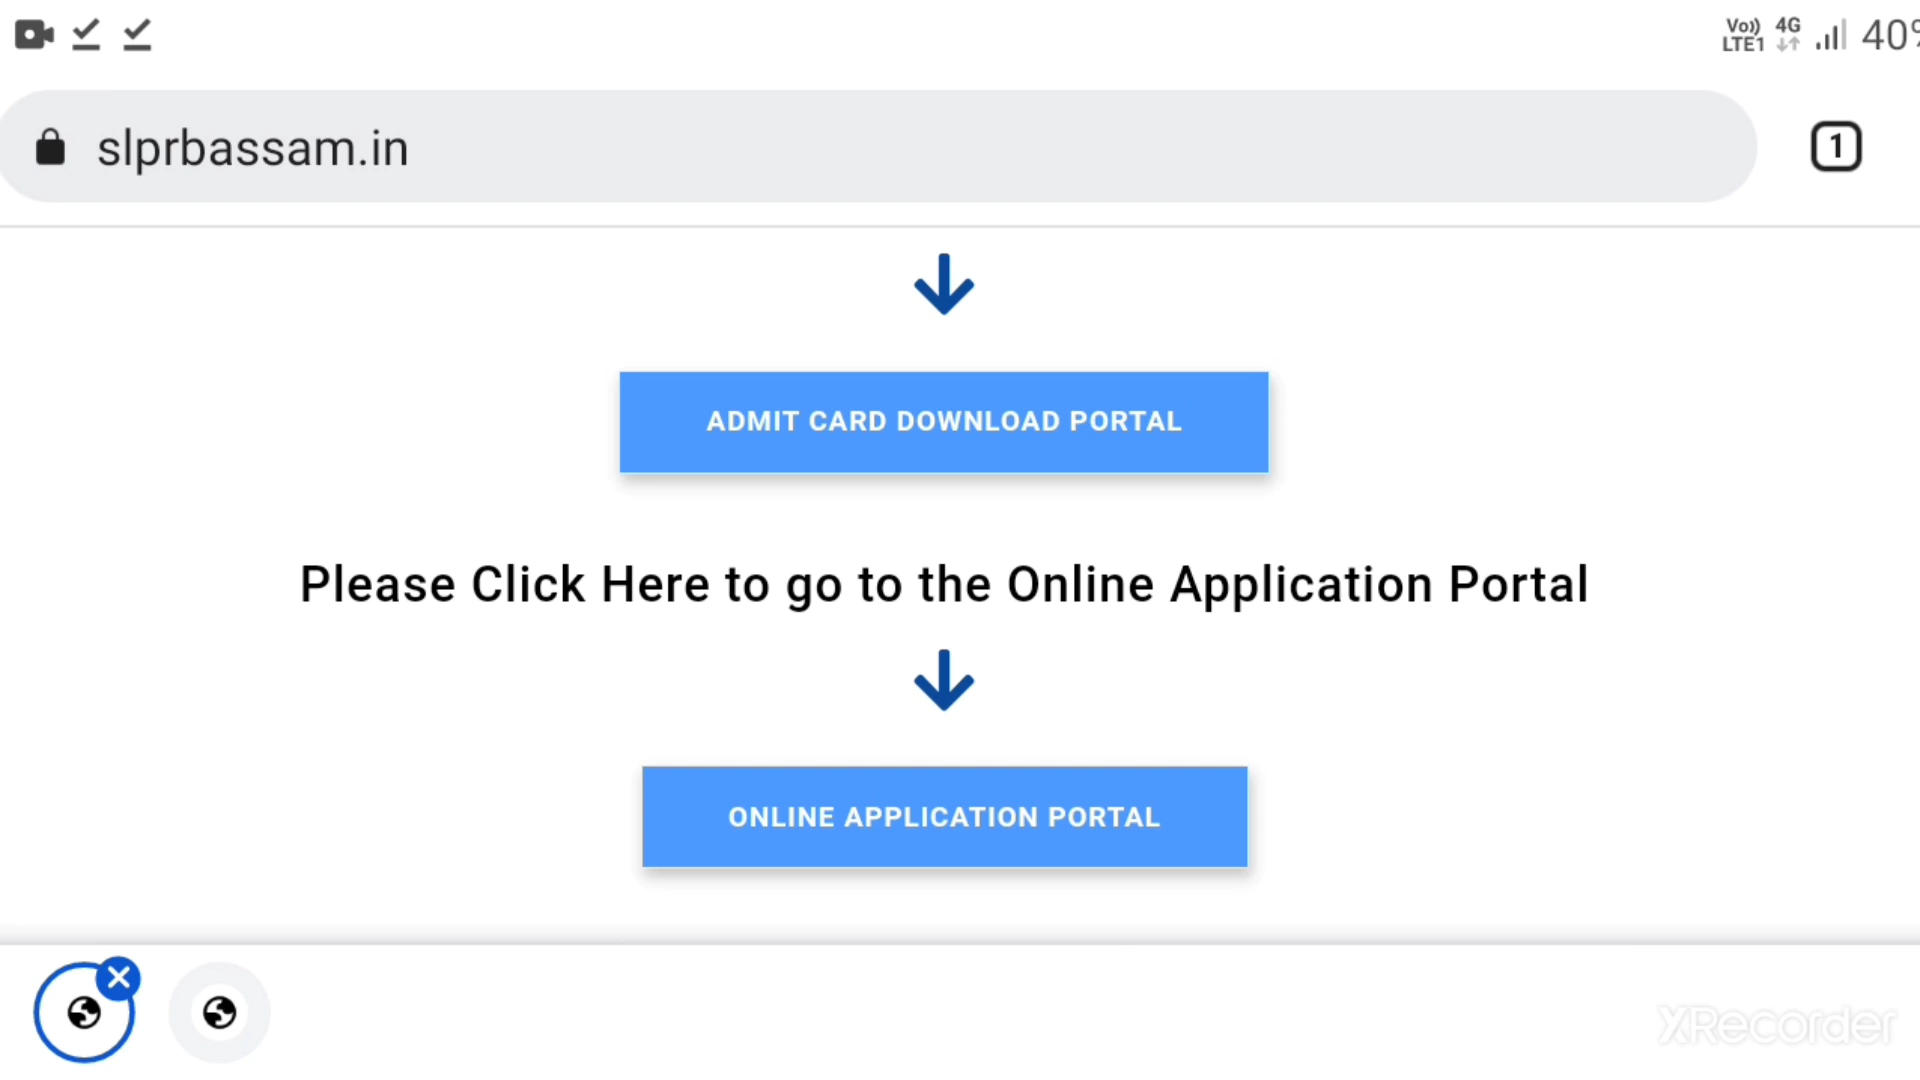 Vo)) 4G 40%
LTE1
slprbassam.in
1
ADMIT CARD DOWNLOAD PORTAL
Please Click Here to go to the Online Application Portal
ONLINE APPLICATION PORTAL
XRecorder